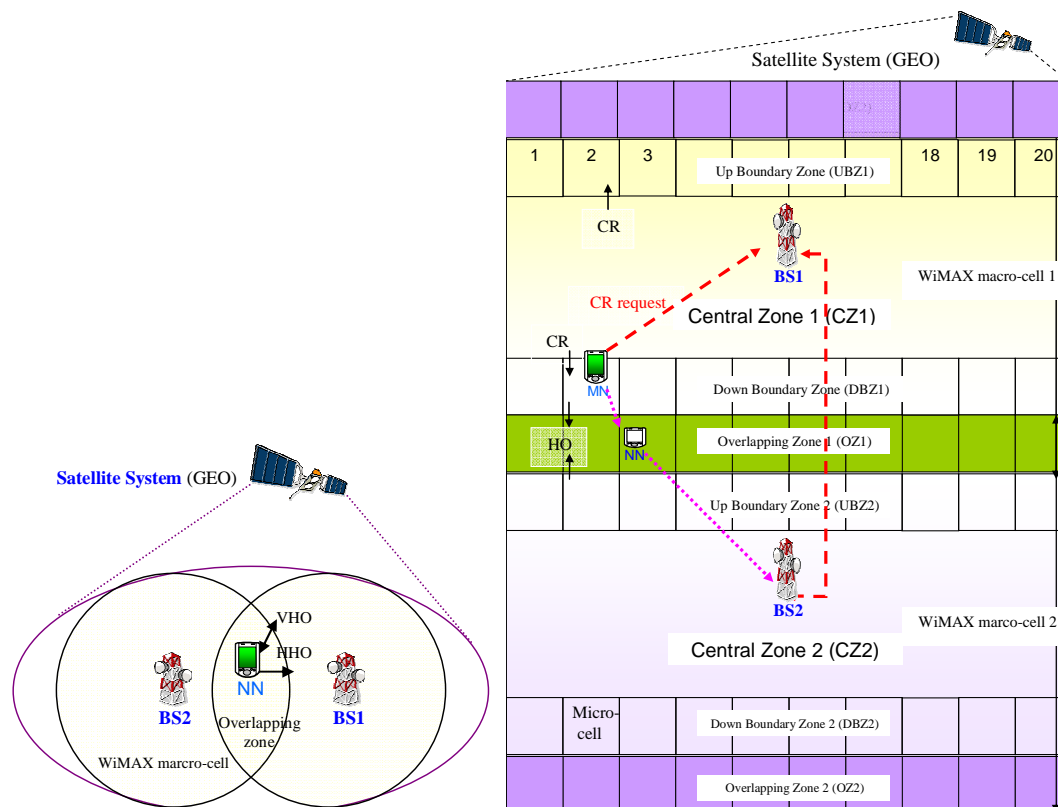 Satellite System (GEO)
1 2 3 18 19 20
Up Boundary Zone (UBZ1)
CR
BS1
WiMAX macro-cell 1
CR request
Central Zone 1 (CZ1)
CR
MN
Down Boundary Zone (DBZ1)
HO
NN
Overlapping Zone 1 (OZ1)
Up Boundary Zone 2 (UBZ2)
BS2
WiMAX marco-cell 2
Central Zone 2 (CZ2)
Micro-
cell
Down Boundary Zone 2 (DBZ2)
Overlapping Zone 2 (OZ2)
Satellite System (GEO)
VHO
HHO
NN
BS2
BS1
Overlapping
zone
WiMAX marcro-cell